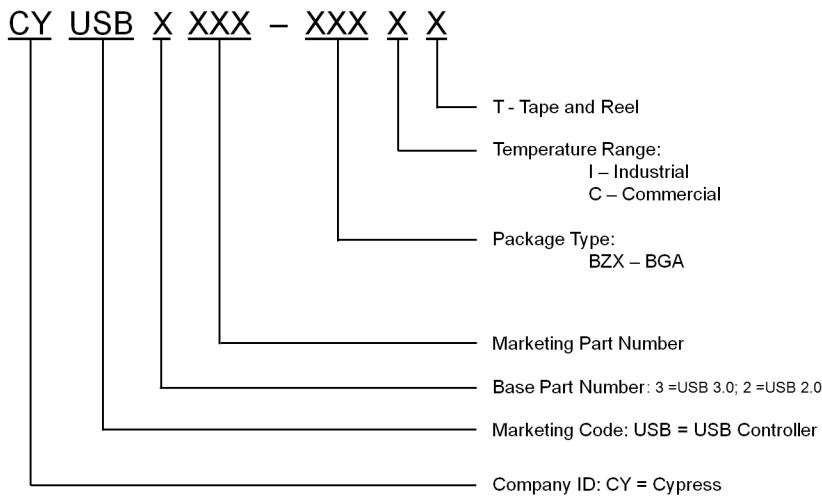 CY USB X XXX – XXX X X
T - Tape and Reel
Temperature Range:
I – Industrial
C – Commercial
Package Type:
BZX – BGA
Marketing Part Number
Base Part Number: 3 =USB 3.0; 2 =USB 2.0
Marketing Code: USB = USB Controller
Company ID: CY = Cypress